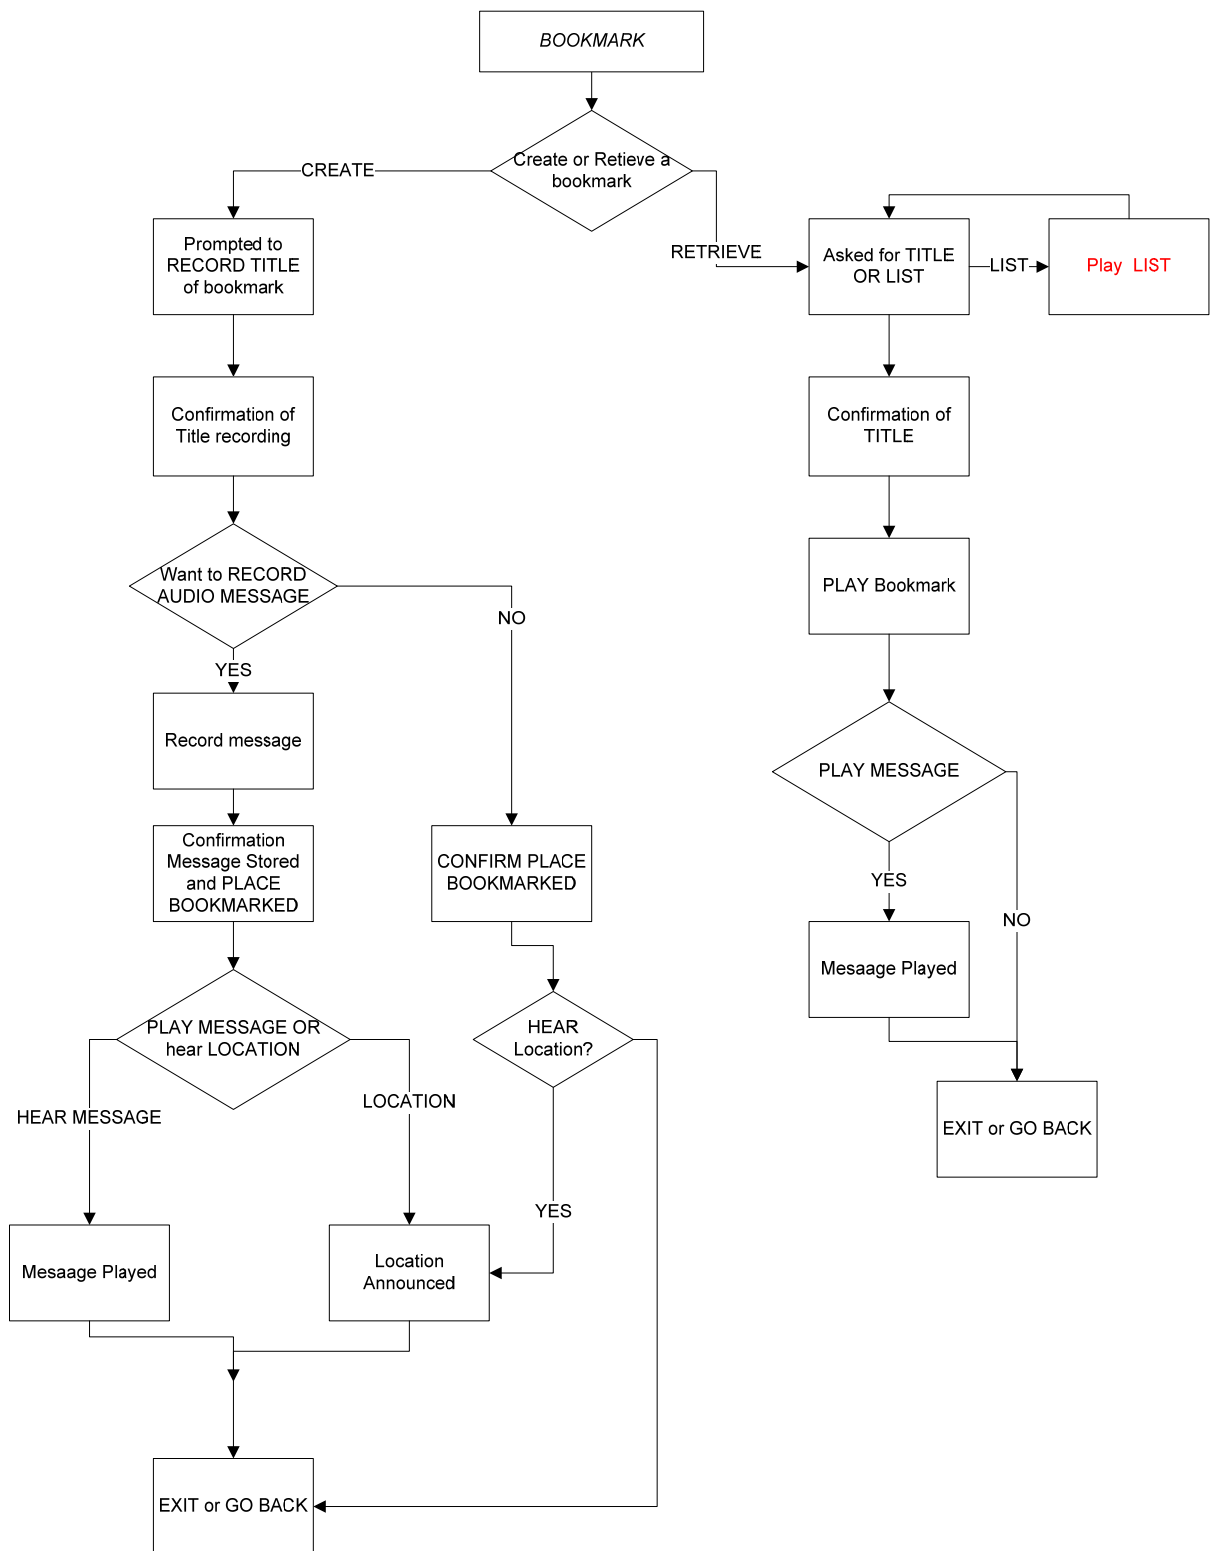 BOOKMARK
Create or Retieve a
bookmark
CREATE
RETRIEVE
Prompted to
RECORD TITLE
of bookmark
Asked for TITLE
OR LIST
LIST
Play LIST
Confirmation of
Title recording
Confirmation of
TITLE
Want to RECORD
AUDIO MESSAGE
NO
YES
PLAY Bookmark
Record message
PLAY MESSAGE
Confirmation
Message Stored
and PLACE
BOOKMARKED
CONFIRM PLACE
BOOKMARKED
YES
NO
Mesaage Played
PLAY MESSAGE OR
hear LOCATION
HEAR
Location?
HEAR MESSAGE
LOCATION
EXIT or GO BACK
YES
Mesaage Played
Location
Announced
EXIT or GO BACK